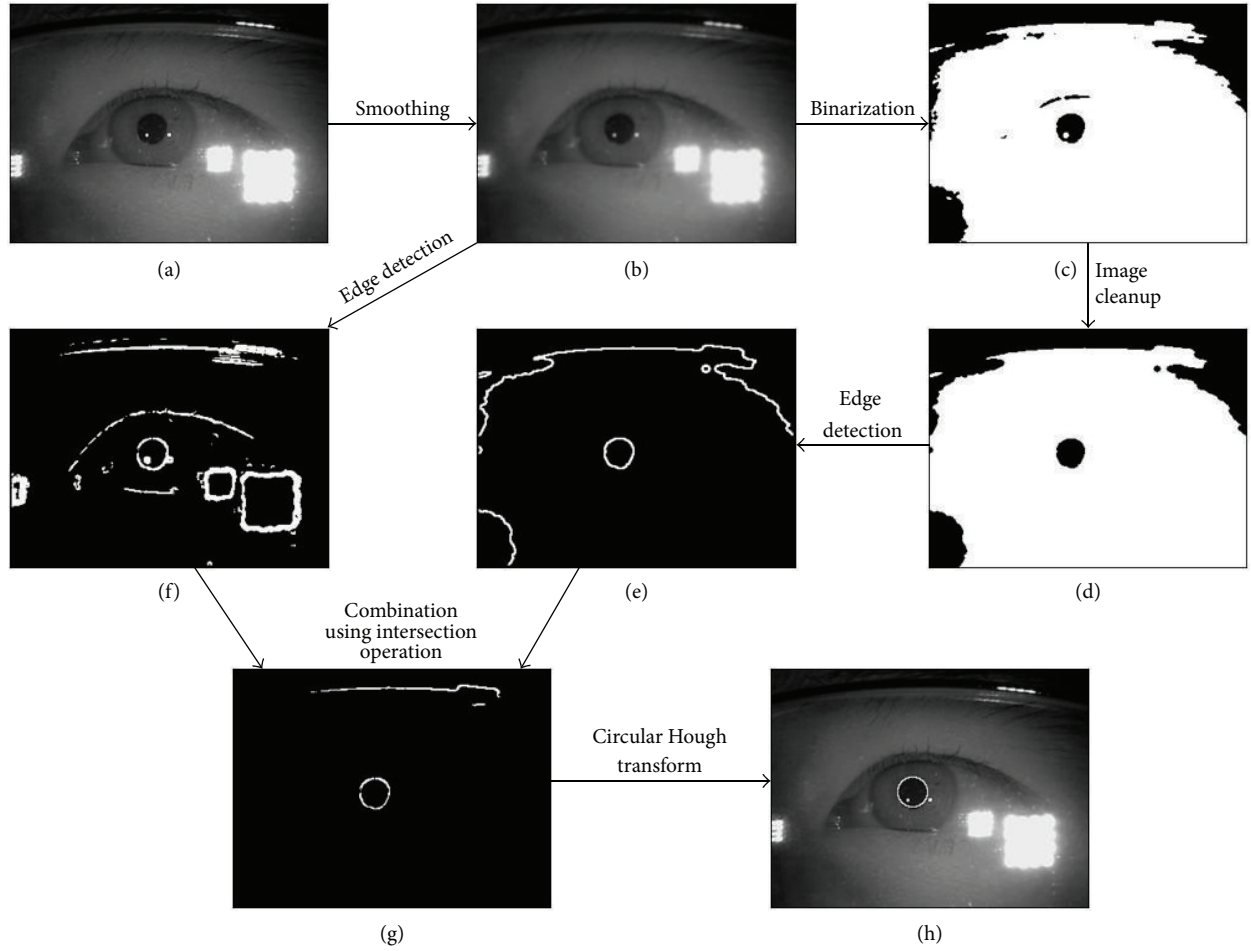 Smoothing
Binarization
(a)
(b)
(c)
Edge detection
Image
cleanup
Edge
detection
(f)
(e)
(d)
Combination
using intersection
operation
Circular Hough
transform
(g)
(h)